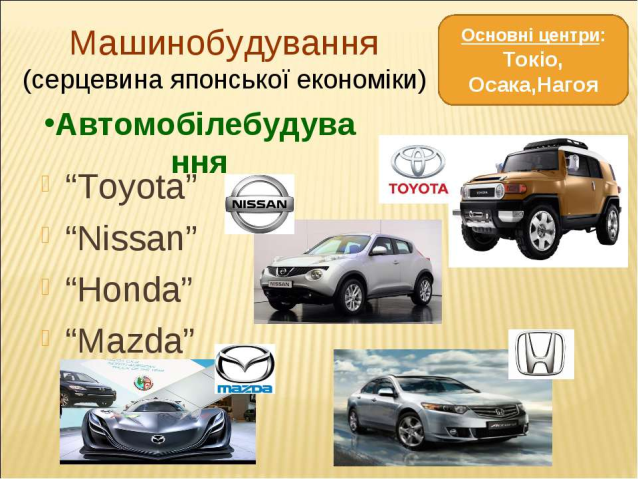 Машинобудування
(серцевина японської економіки)
Основні центри:
Токіо,
Осака,Нагоя
•Автомобілебудува
ння
“Toyota”
“Nissan”
“Honda”
“Mazda”
TOYOTA
NISSAN
mazda